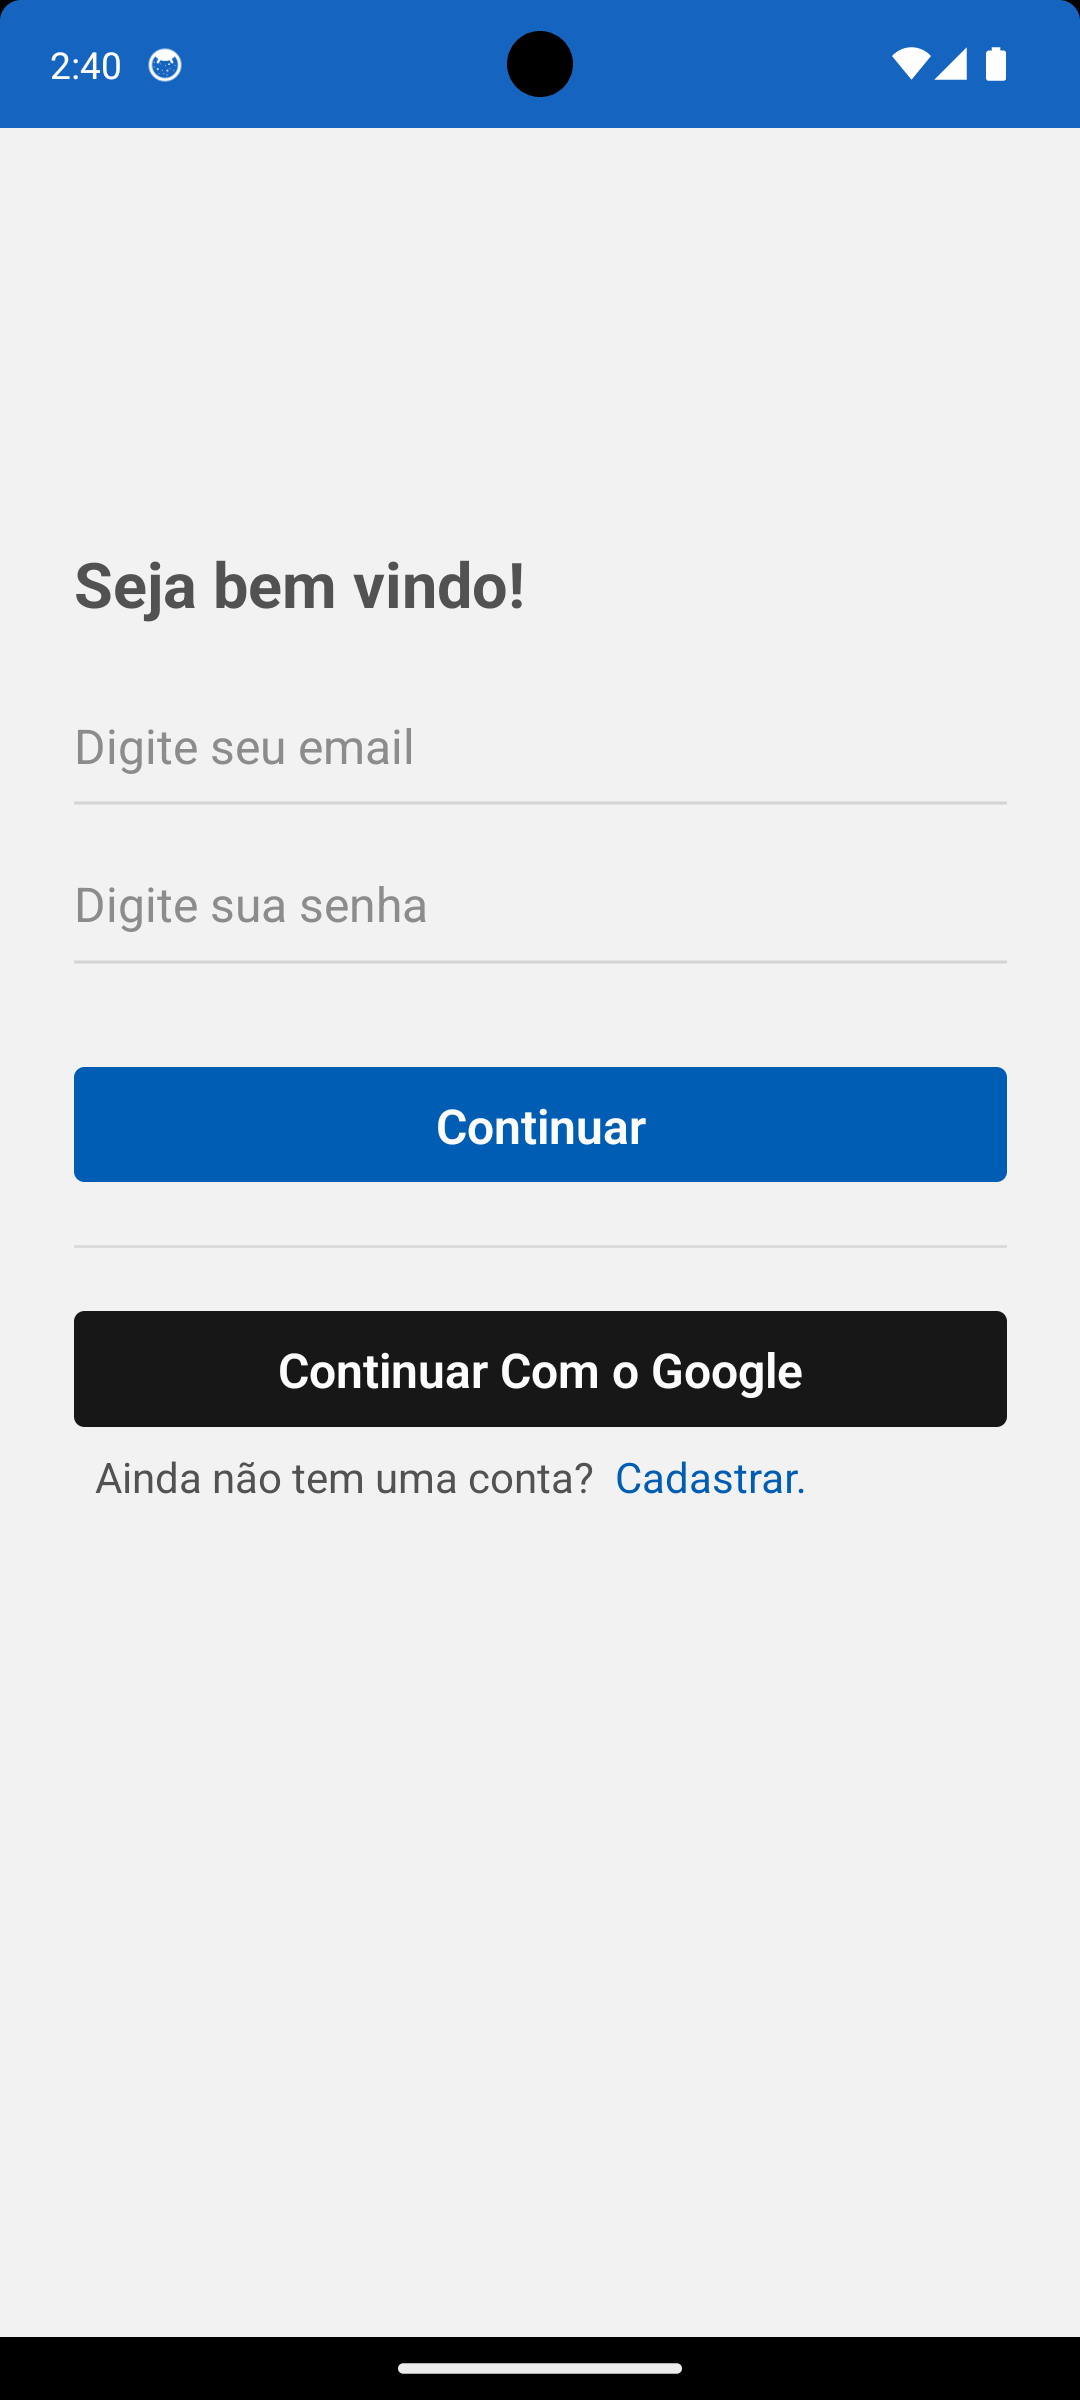 2:40
Seja bem vindo!
Digite seu email
Digite sua senha
Continuar
Continuar Com o Google
Ainda não tem uma conta? Cadastrar.